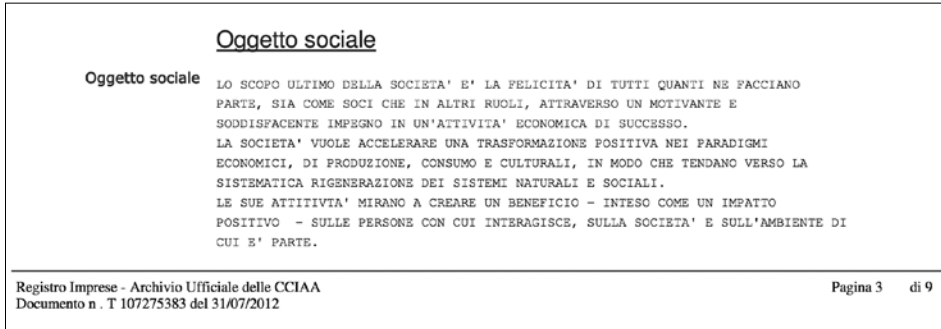 Oggetto sociale
Oggetto sociale LO SCOPO ULTIMO DELLA SOCIETA' E' LA FELICITA' DI TUTTI QUANTI NE FACCIANO
PARTE, SIA COME SOCI CHE IN ALTRI RUOLI, ATTRAVERSO UN MOTIVANTE E
SODDISFACENTE IMPEGNO IN UN'ATTIVITA' ECONOMICA DI SUCCESSO.
LA SOCIETA' VUOLE ACCELERARE UNA TRASFORMAZIONE POSITIVA NEI PARADIGMI
ECONOMICI, DI PRODUZIONE, CONSUMO E CULTURALI, IN MODO CHE TENDANO VERSO LA
SISTEMATICA RIGENERAZIONE DEI SISTEMI NATURALI E SOCIALI.
LE SUE ATTITIVTA' MIRANO A CREARE UN BENEFICIO - INTESO COME UN IMPATTO
POSITIVO - SULLE PERSONE CON CUI INTERAGISCE, SULLA SOCIETA' E SULL'AMBIENTE DI
CUI E' PARTE.
Registro Imprese - Archivio Ufficiale delle CCIAA Pagina 3 di 9
Documento n . T 107275383 del 31/07/2012